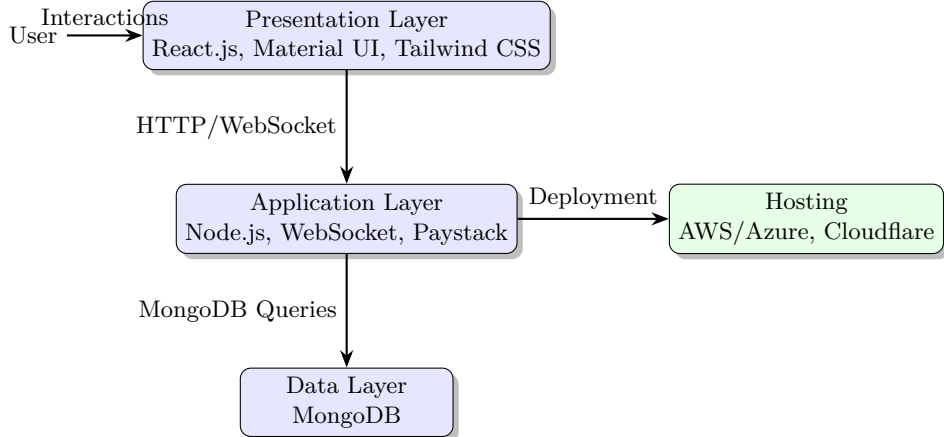 Interactions
User
Presentation Layer
React.js, Material UI, Tailwind CSS
HTTP/WebSocket
Application Layer
Node.js, WebSocket, Paystack
Deployment
Hosting
AWS/Azure, Cloudflare
MongoDB Queries
Data Layer
MongoDB